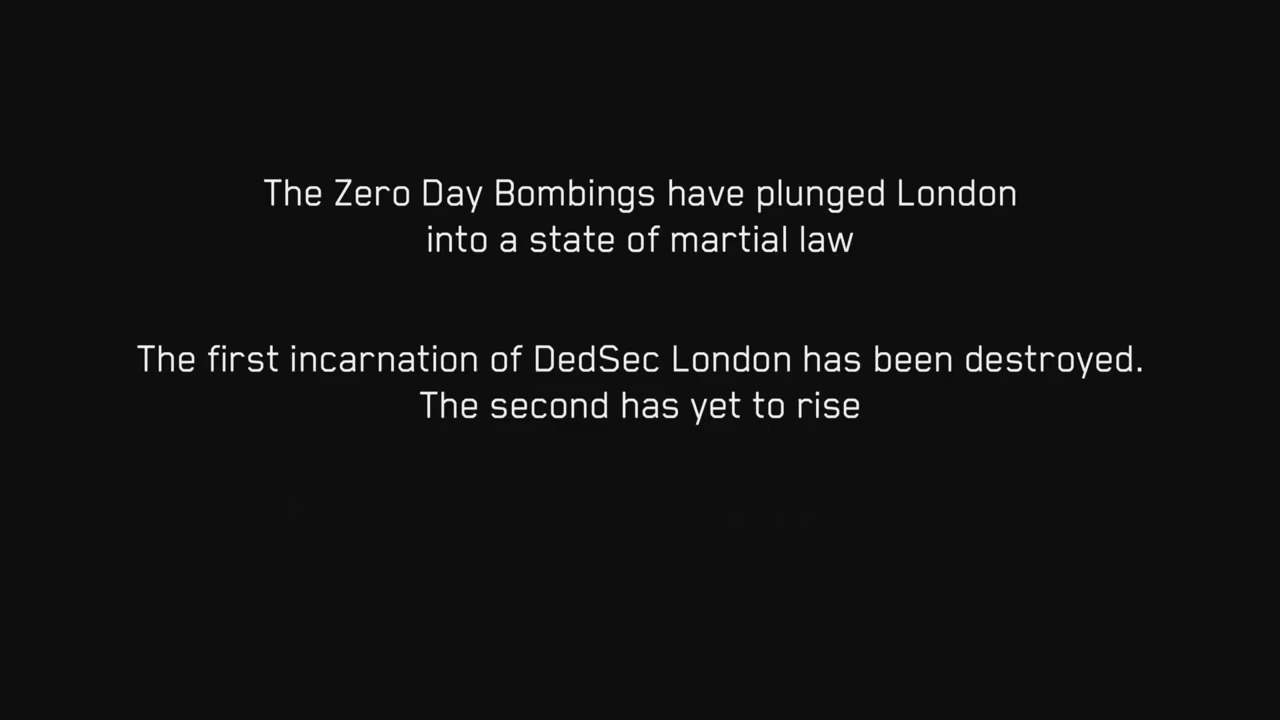 The Zero Day Bombings have plunged London
into a state of martial law
The first incarnation of DedSec London has been destroyed.
The second has yet to rise